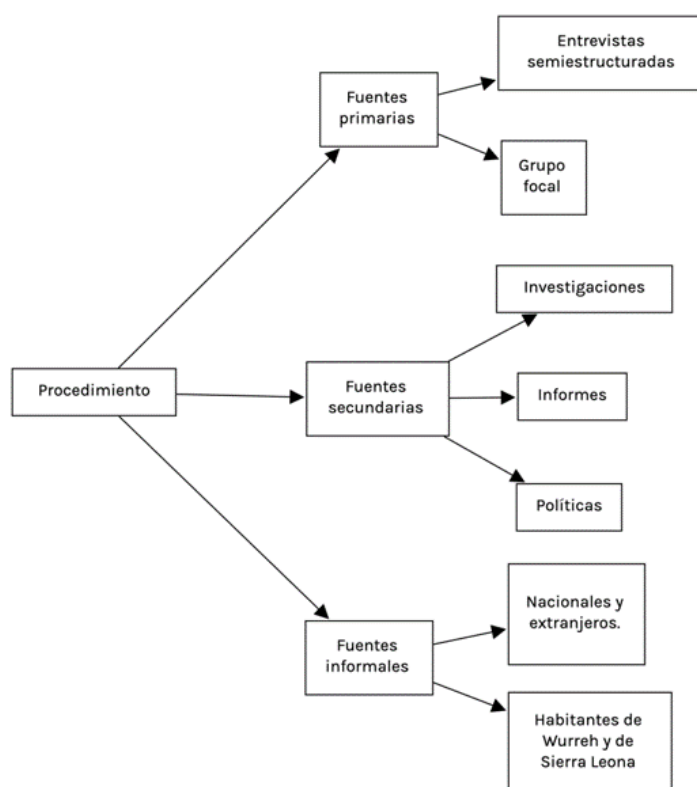 Entrevistas
semiestructuradas
Fuentes
primarias
Grupo
focal
Investigaciones
Procedimiento
Fuentes
secundarias
Informes
Políticas
Nacionales y
extranjeros.
Fuentes
informales
Habitantes de
Wurreh y de
Sierra Leona